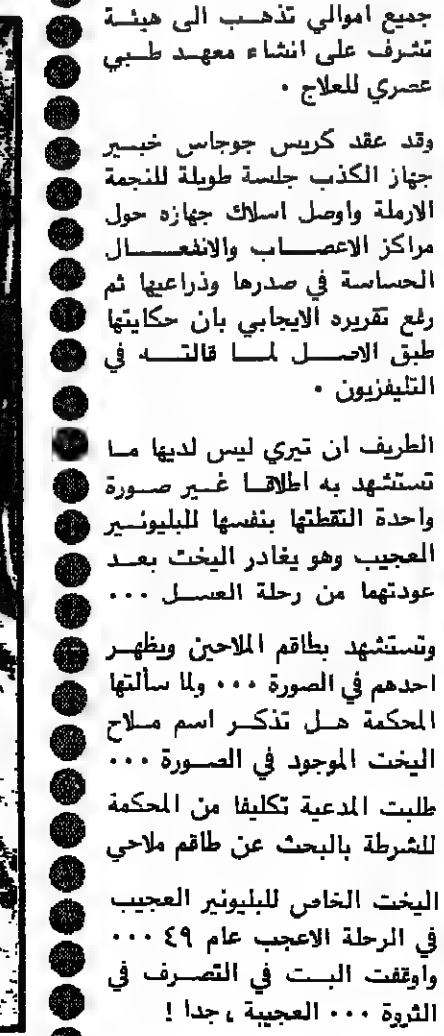 جميع اموالي تذهب الى هيئة
تشرف على انشاء معهد طبي
عصري للعلاج •
وقد عقد كريس جوجاس خبير
جهاز الكذب جلسة طويلة للنجمة
الارملة واوصل اسلاك جهازه حول
مراكز الاعصاب والانفعال
الحساسة في صدرها وذراعيها ثم
رفع تقريره الايجابي بان حكايتها
طبق الاصل لما قالته في
التليفزيون •
الطريف ان تيري ليس لديها ما
تستشهد به اطلاقا غير صورة
واحدة التقطتها بنفسها للبليونير
العجيب وهو يغادر اليخت بعد
عودتهما من رحلة العسل •••
وتستشهد بطاقم الملاحين ويظهر
احدهم في الصورة ••• ولما سألتها
المحكمة هل تذكر اسم ملاح
اليخت الموجود في الصورة •••
طلبت المدعية تكليفا من المحكمة
للشرطة بالبحث عن طاقم ملاحي
اليخت الخاص للبليونير العجيب
في الرحلة الاعجب عام ٤٩ •••
واوقفت البت في التصرف في
الثروة ••• العجيبة ، جدا !